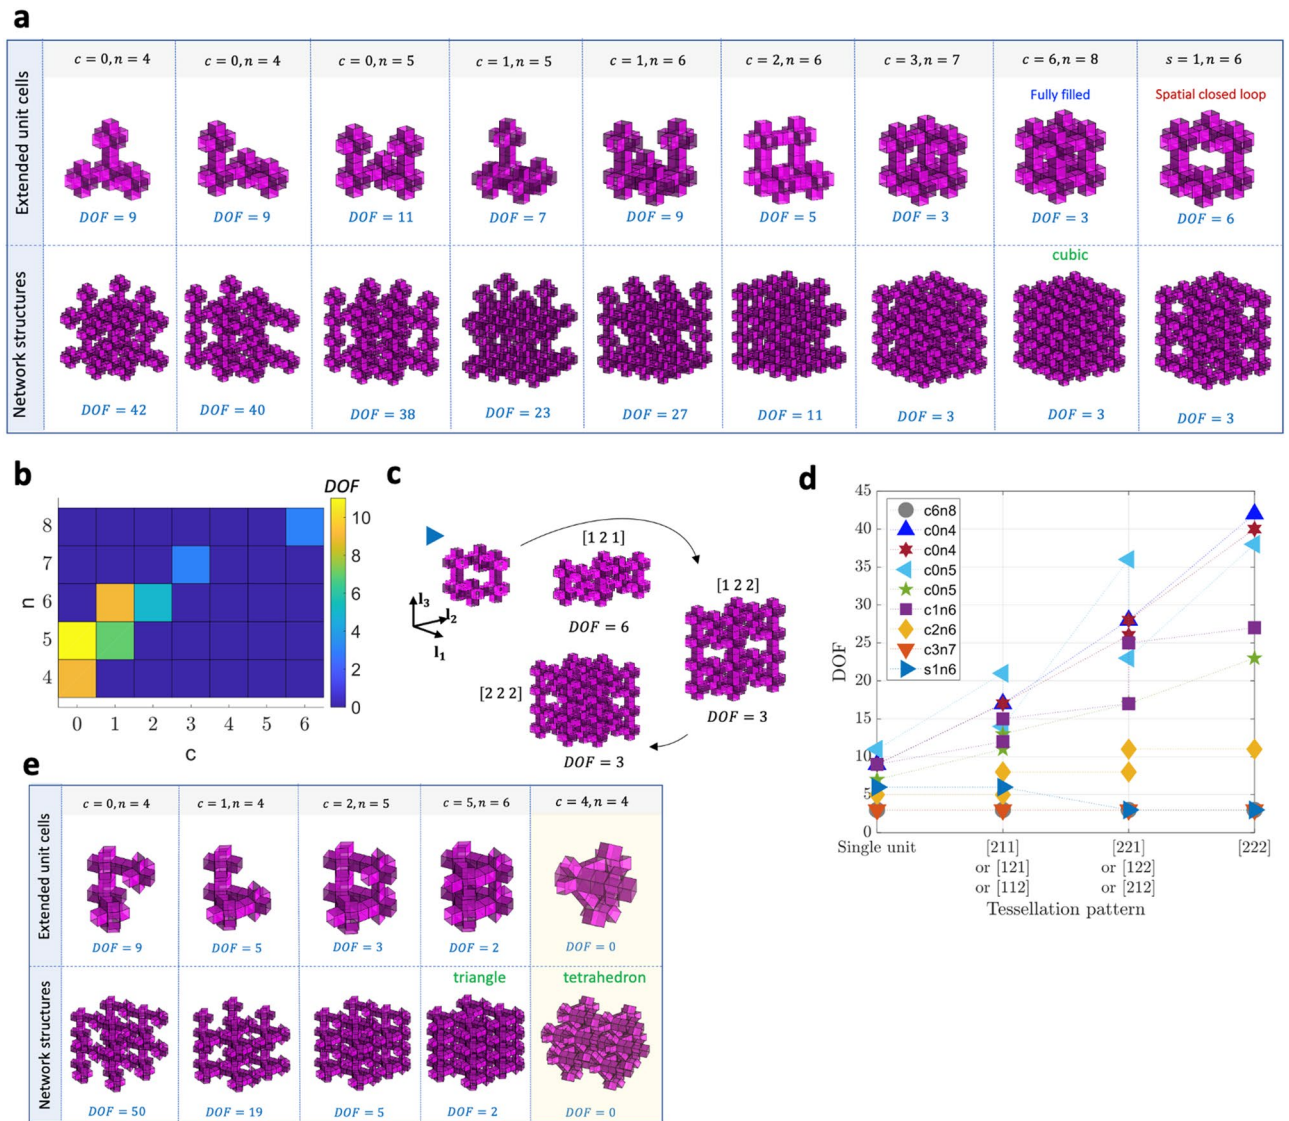 a
Extended unit cells
c = 0, n = 4
c = 0, n = 4
c = 0, n = 5
c = 1, n = 5
c = 1, n = 6
c = 2, n = 6
c = 3, n = 7
c = 6, n = 8
s = 1, n = 6
Fully filled
Spatial closed loop
DOF = 9
DOF = 9
DOF = 11
DOF = 7
DOF = 9
DOF = 5
DOF = 3
DOF = 3
DOF = 6
Network structures
cubic
DOF = 42
DOF = 40
DOF = 38
DOF = 23
DOF = 27
DOF = 11
DOF = 3
DOF = 3
DOF = 3
b
DOF
n
8
7
6
5
4
0 1 2 3 4 5 6
c
10
8
6
4
2
0
c
l₃
l₂
l₁
[1 2 1]
DOF = 6
[1 2 2]
DOF = 3
[2 2 2]
DOF = 3
d
DOF
45
40
35
30
25
20
15
10
5
0
c6n8
c0n4
c0n4
c0n5
c0n5
c1n6
c2n6
c3n7
s1n6
Single unit
[211]
or [121]
or [112]
[221]
or [122]
or [212]
[222]
Tessellation pattern
e
Extended unit cells
c = 0, n = 4
c = 1, n = 4
c = 2, n = 5
c = 5, n = 6
c = 4, n = 4
DOF = 9
DOF = 5
DOF = 3
DOF = 2
DOF = 0
Network structures
triangle
tetrahedron
DOF = 50
DOF = 19
DOF = 5
DOF = 2
DOF = 0